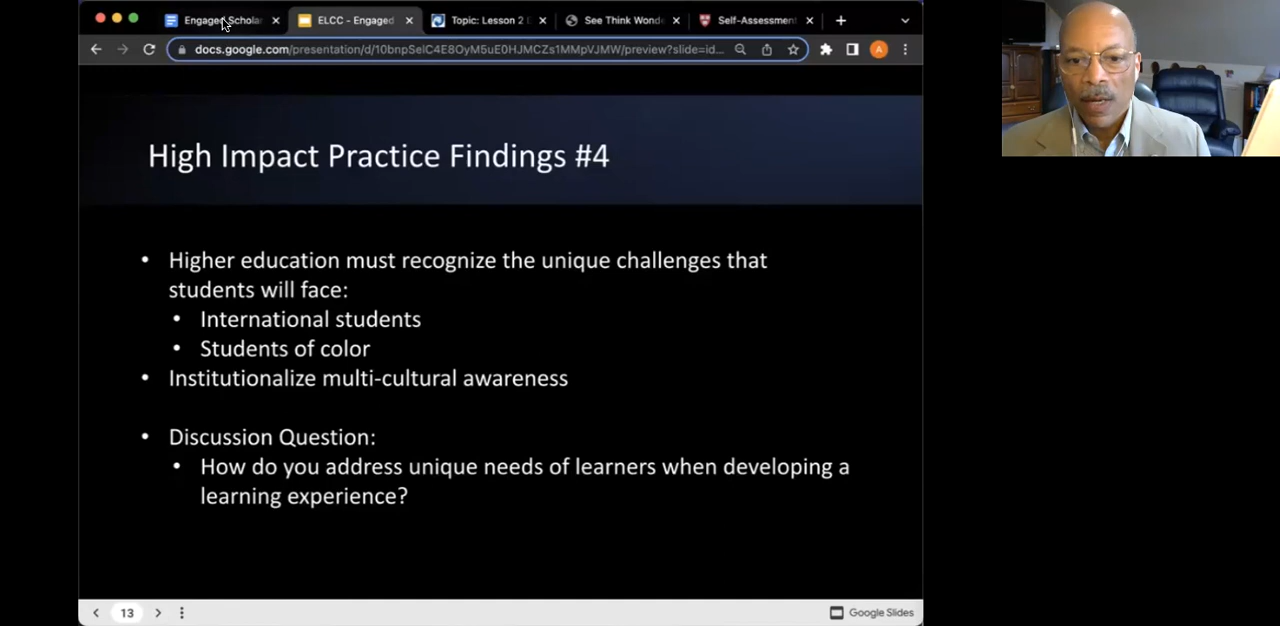 Engaged Scholar
ELCC - Engaged
Topic: Lesson 2
See Think Wond
Self-Assessment
docs.google.com/presentation/d/10bnpSelC4E8OyM5uE0HJMCZs1MMpVJMW/preview?slide=id...
A
High Impact Practice Findings #4
• Higher education must recognize the unique challenges that
students will face:
• International students
• Students of color
• Institutionalize multi-cultural awareness
• Discussion Question:
• How do you address unique needs of learners when developing a
learning experience?
13
Google Slides